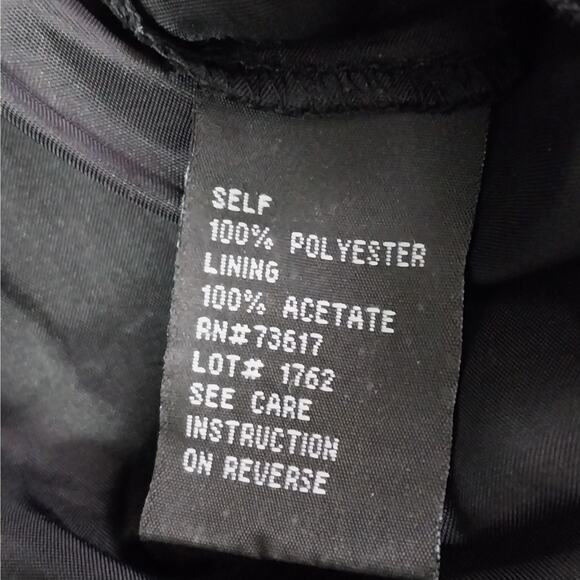 SELF
100% POLYESTER
LINING
100% ACETATE
RN#73617
LOT# 1762
SEE CARE
INSTRUCTION
ON REVERSE